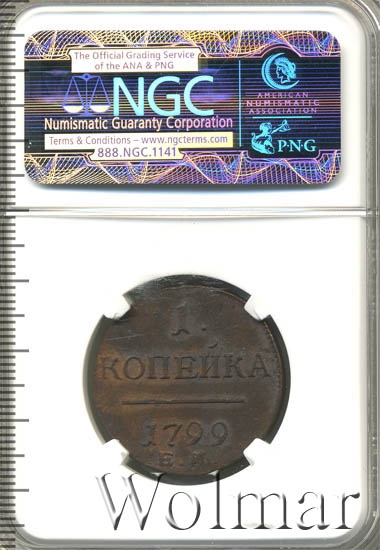 The Official Grading Service
of the ANA & PNG
NGC
Numismatic Guaranty Corporation
Terms & Conditions – www.ngcterms.com
888.NGC.1141
AMERICAN
NUMISMATIC
ASSOCIATION
P·N·G
1.
КОПЕЙКА
1799
Е.М.
Wolmar